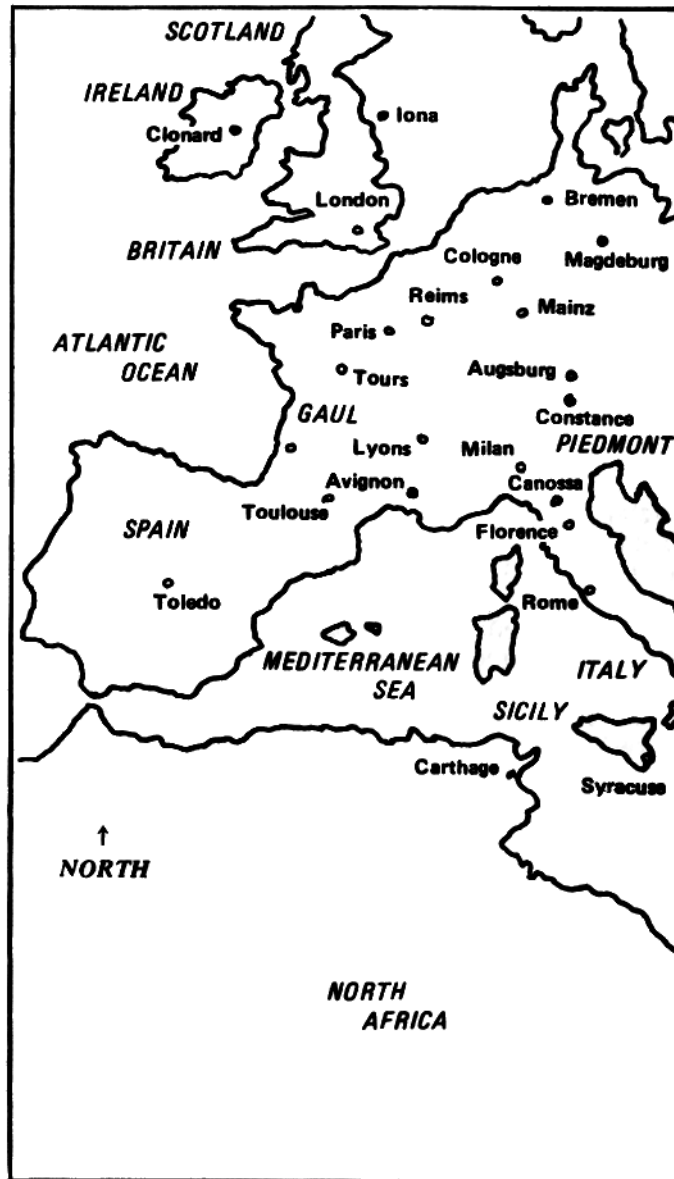 SCOTLAND
IRELAND
Iona
Clonard
London
Bremen
BRITAIN
Cologne
Magdeburg
Reims
Mainz
Paris
ATLANTIC
OCEAN
Tours
Augsburg
GAUL
Constance
Lyons
Milan
PIEDMONT
Avignon
Canossa
Toulouse
SPAIN
Florence
Toledo
Rome
MEDITERRANEAN
SEA
ITALY
SICILY
Carthage
Syracuse
↑
NORTH
NORTH
AFRICA